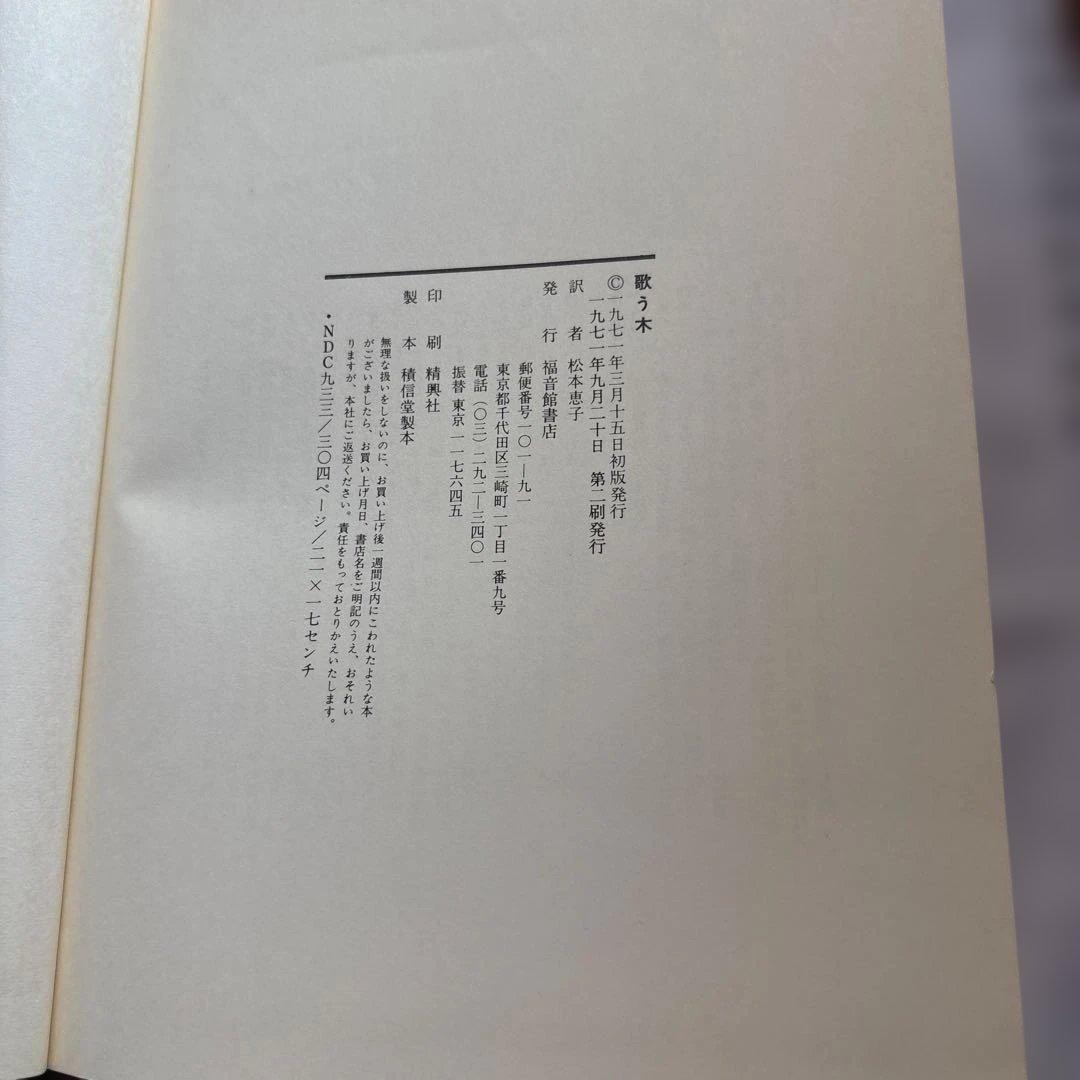 歌う木
©一九七一年三月十五日初版発行
一九七一年九月二十日 第二刷発行
訳者 松本恵子
発行 福音館書店
郵便番号一〇一―九一
東京都千代田区三崎町一丁目一番九号
電話(〇三)二九二―三四〇一
振替 東京 一一七六四五
印刷 精興社
製本 積信堂製本
無理な扱いをしないのに、お買い上げ後一週間以内にこわれたような本
がございましたら、お買い上げ月日、書店名をご明記のうえ、おそれい
りますが、本社にご返送ください。責任をもっておとりかえいたします。
・NDC九三三/三〇四ページ/二一×一七センチ